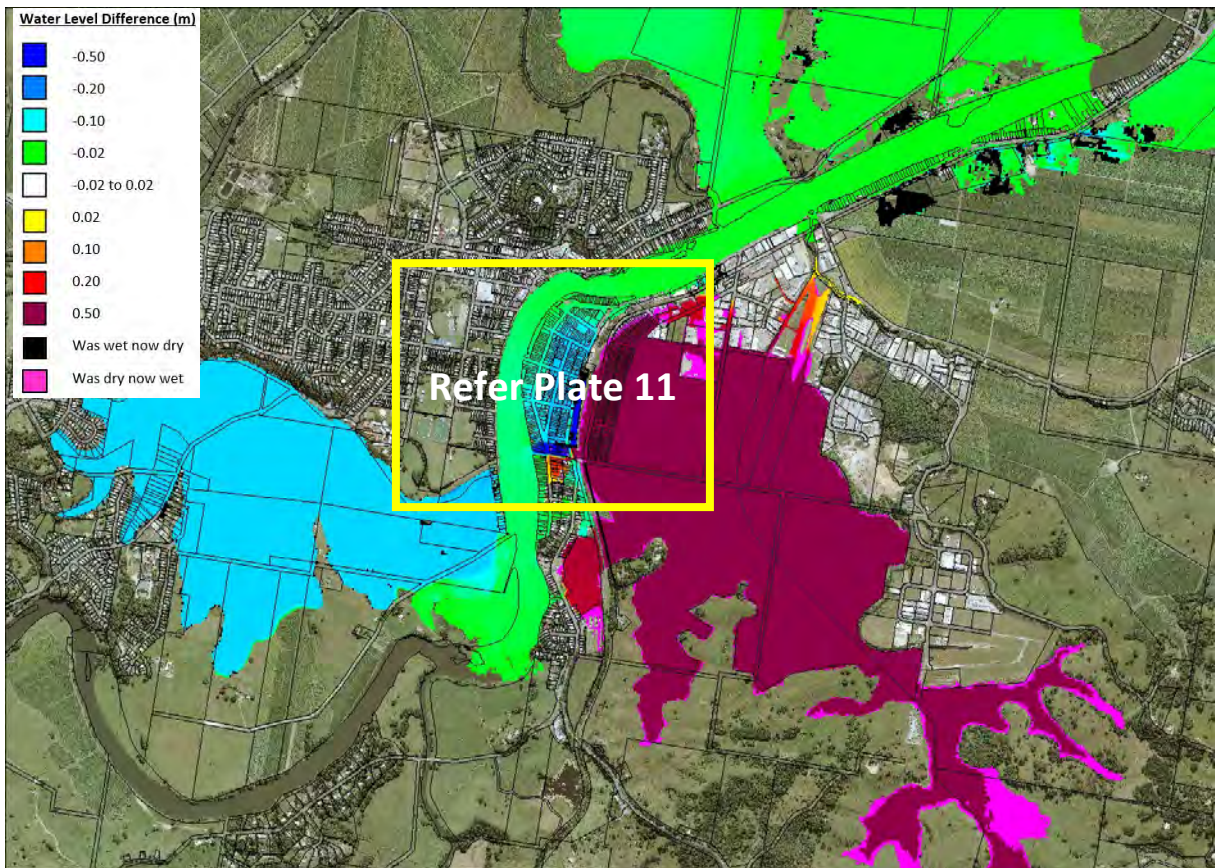 Water Level Difference (m)
-0.50
-0.20
-0.10
-0.02
-0.02 to 0.02
0.02
0.10
0.20
0.50
Was wet now dry
Was dry now wet
Refer Plate 11